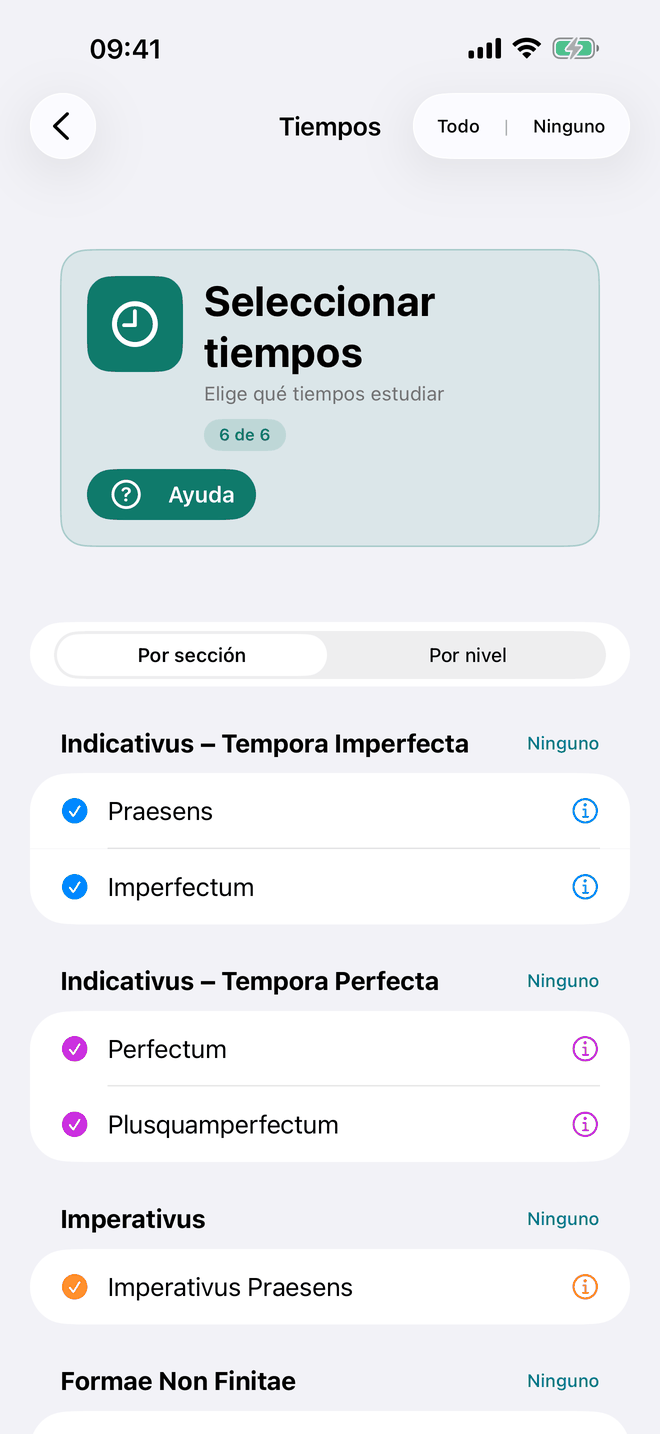 09:41
Tiempos
Todo | Ninguno
Seleccionar
tiempos
Elige qué tiempos estudiar
6 de 6
? Ayuda
Por sección
Por nivel
Indicativus – Tempora Imperfecta
Ninguno
Praesens
Imperfectum
Indicativus – Tempora Perfecta
Ninguno
Perfectum
Plusquamperfectum
Imperativus
Ninguno
Imperativus Praesens
Formae Non Finitae
Ninguno